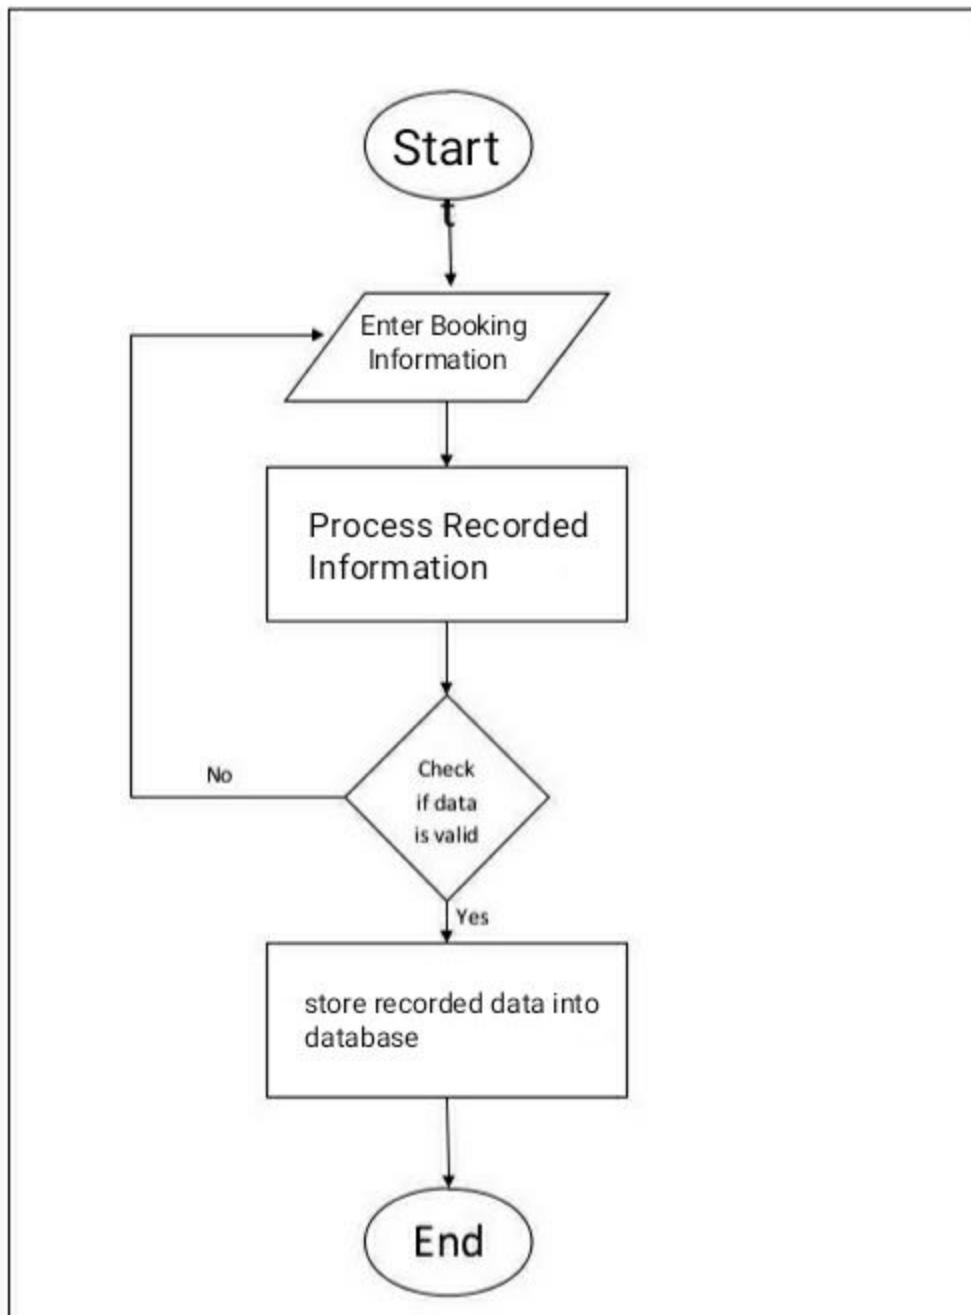 Start
t
Enter Booking
Information
Process Recorded
Information
Check
if data
is valid
No
Yes
store recorded data into
database
End